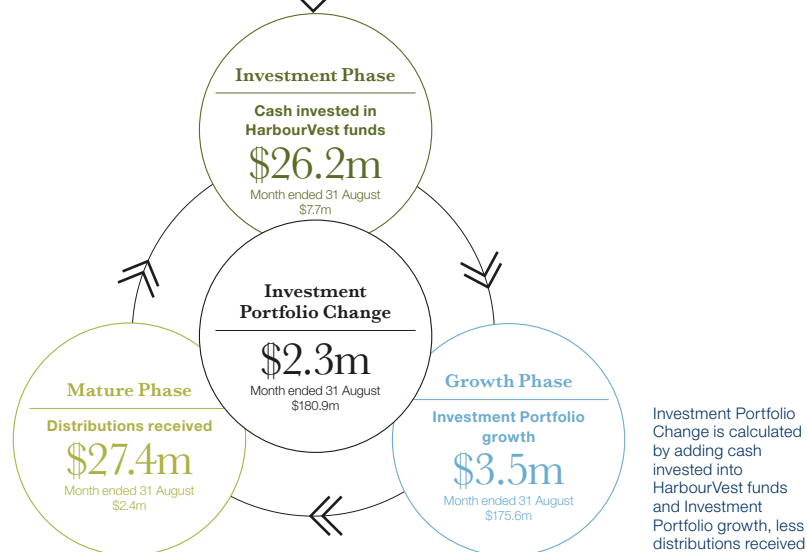 Investment Phase
Cash invested in
HarbourVest funds
$26.2m
Month ended 31 August
$7.7m
Investment
Portfolio Change
$2.3m
Month ended 31 August
$180.9m
Mature Phase
Distributions received
$27.4m
Month ended 31 August
$2.4m
Growth Phase
Investment Portfolio
growth
$3.5m
Month ended 31 August
$175.6m
Investment Portfolio
Change is calculated
by adding cash
invested into
HarbourVest funds
and Investment
Portfolio growth, less
distributions received